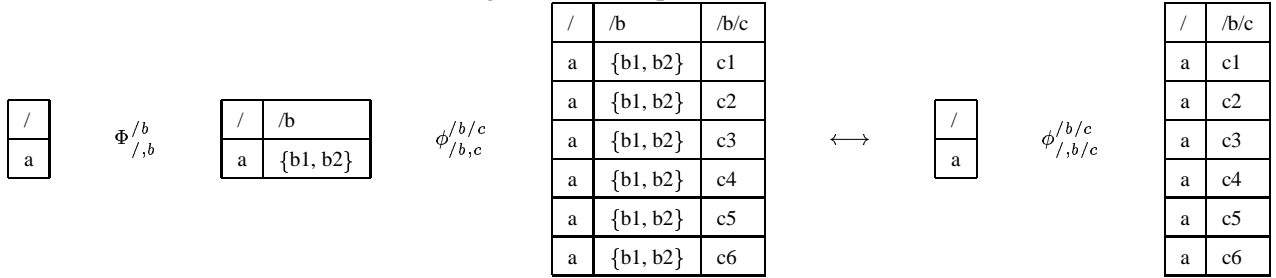 /
a
Φ/b/,b
/ /b
a {b1, b2}
ϕ/b/c/b,c
/ /b /b/c
a {b1, b2} c1
a {b1, b2} c2
a {b1, b2} c3
a {b1, b2} c4
a {b1, b2} c5
a {b1, b2} c6
⟷
/
a
ϕ/b/c/,b/c
/ /b/c
a c1
a c2
a c3
a c4
a c5
a c6